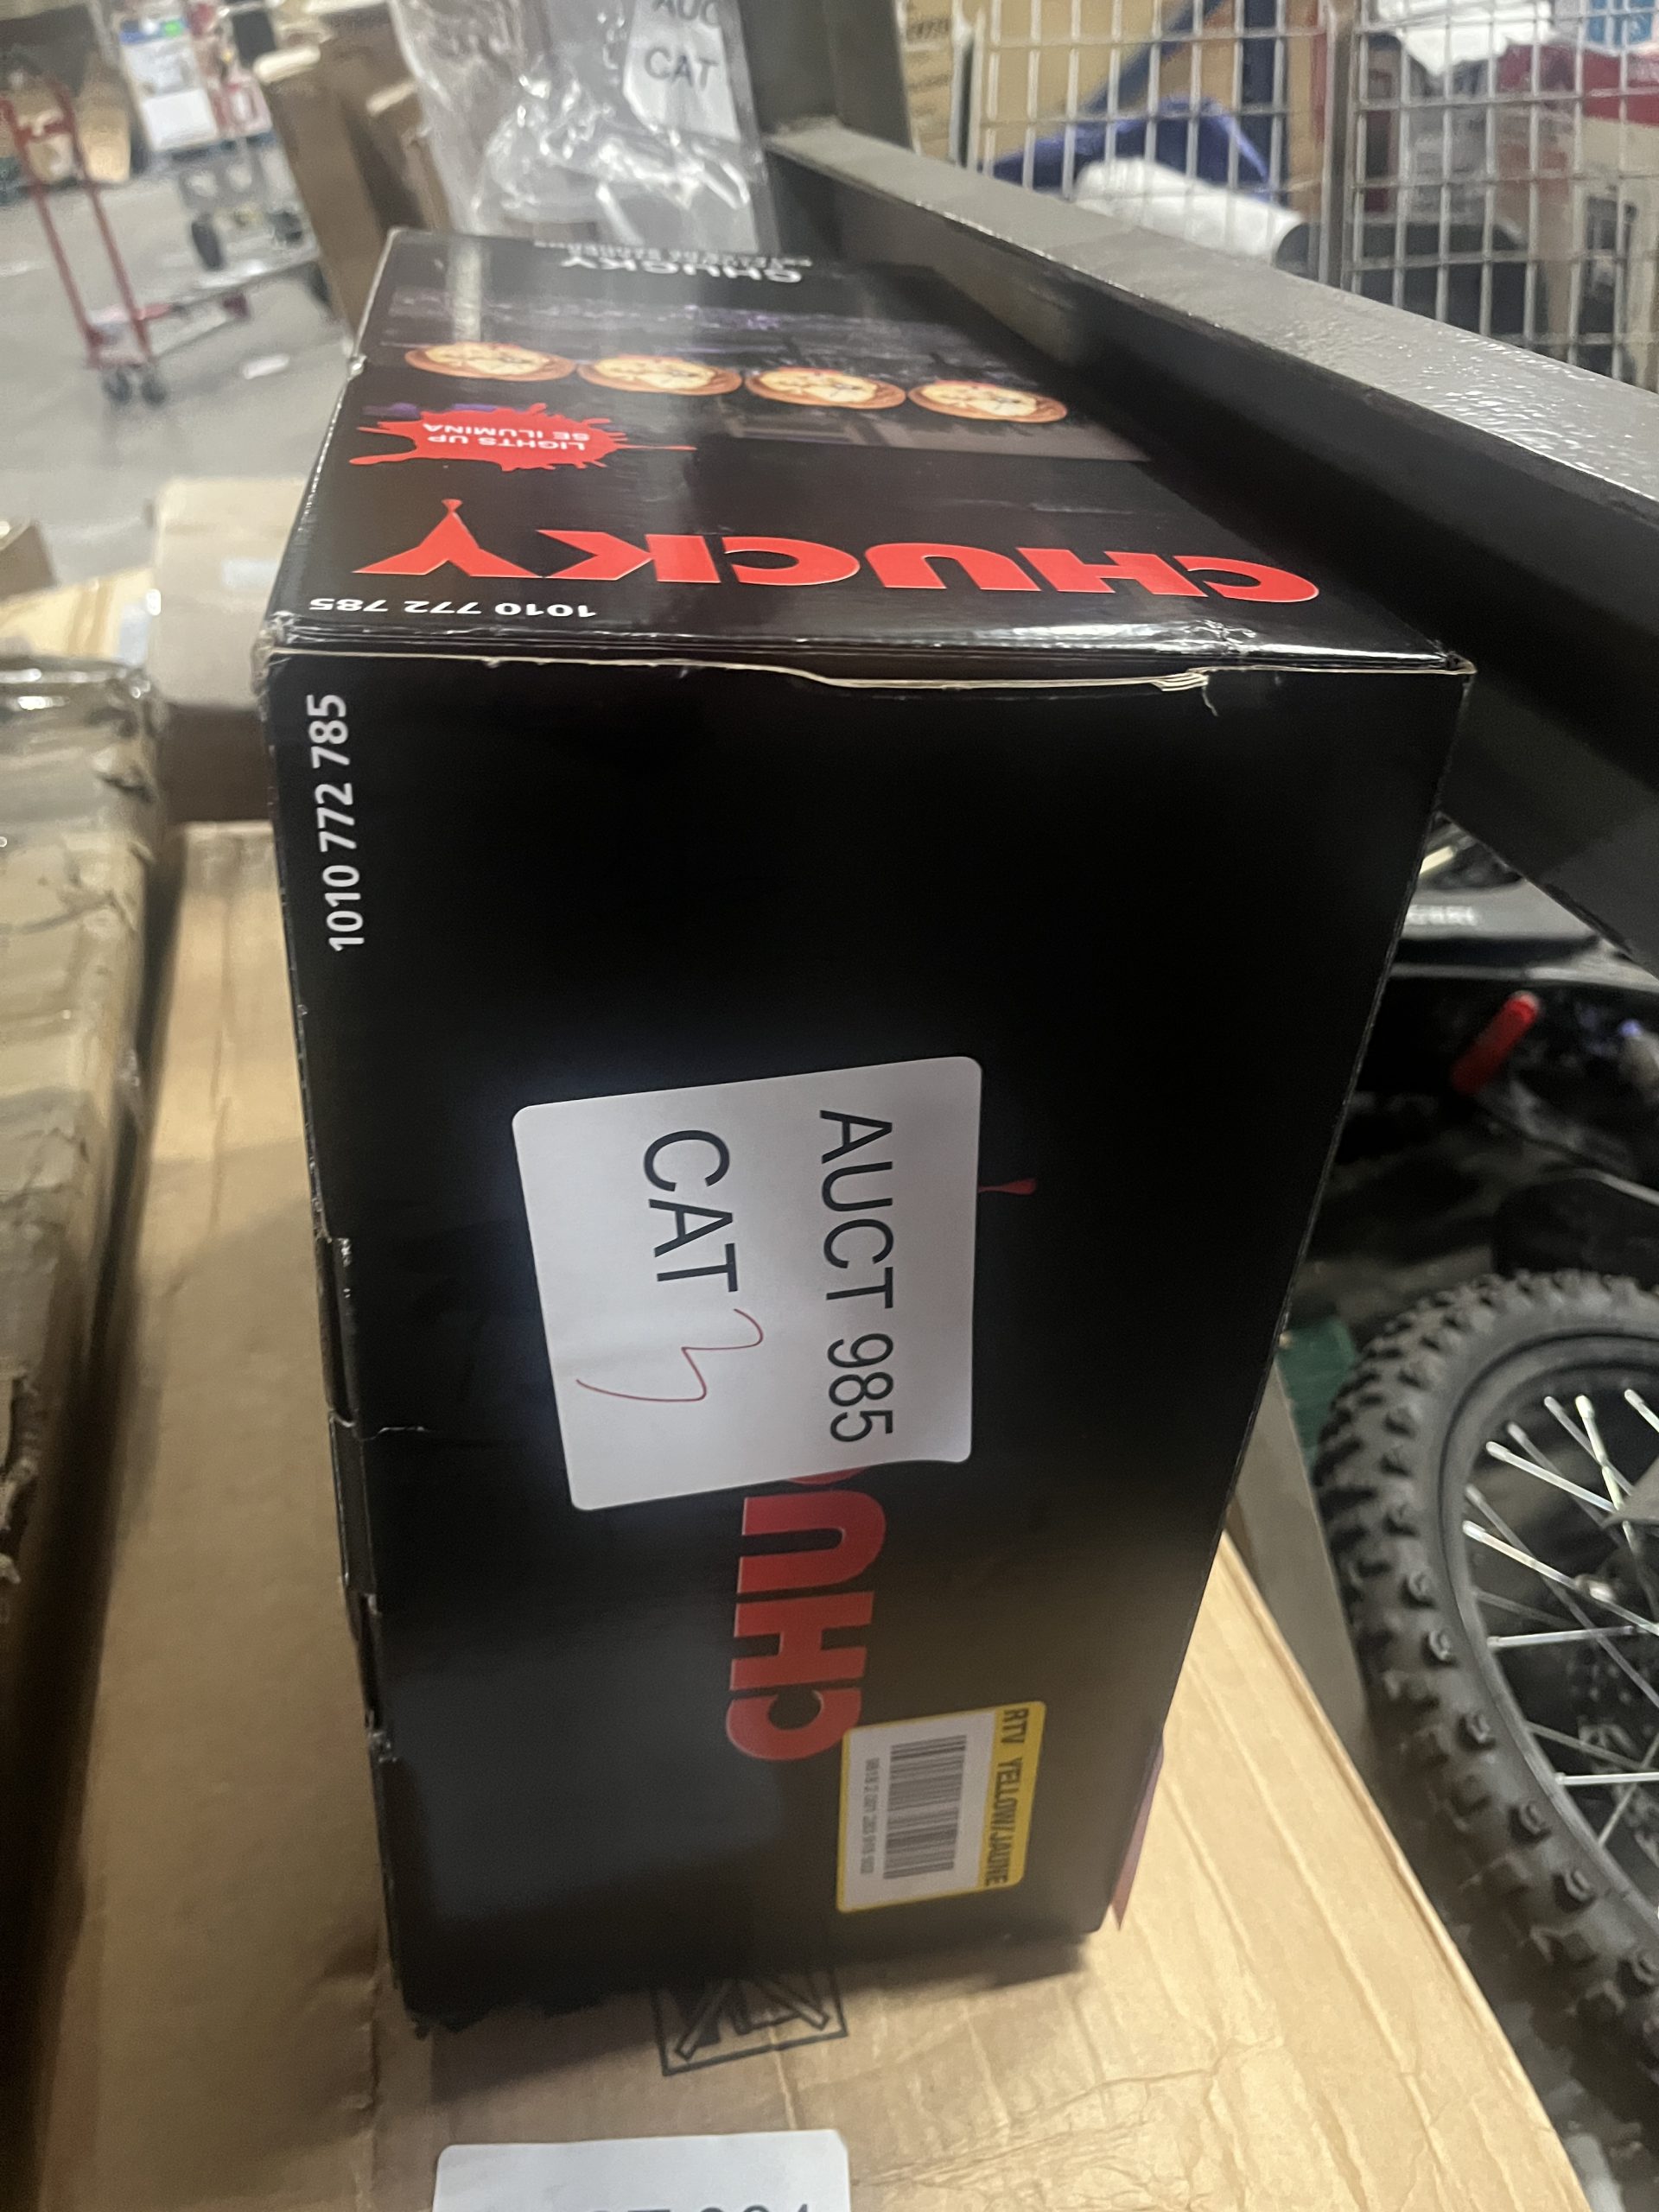 AUC
CAT
CHUCKY
LIGHTS UP
SE ILUMINA
CHUCKY
1010 772 785
1010 772 785
AUCT 985
CAT 3
CHUC
RTV YELLOW/JAUNE